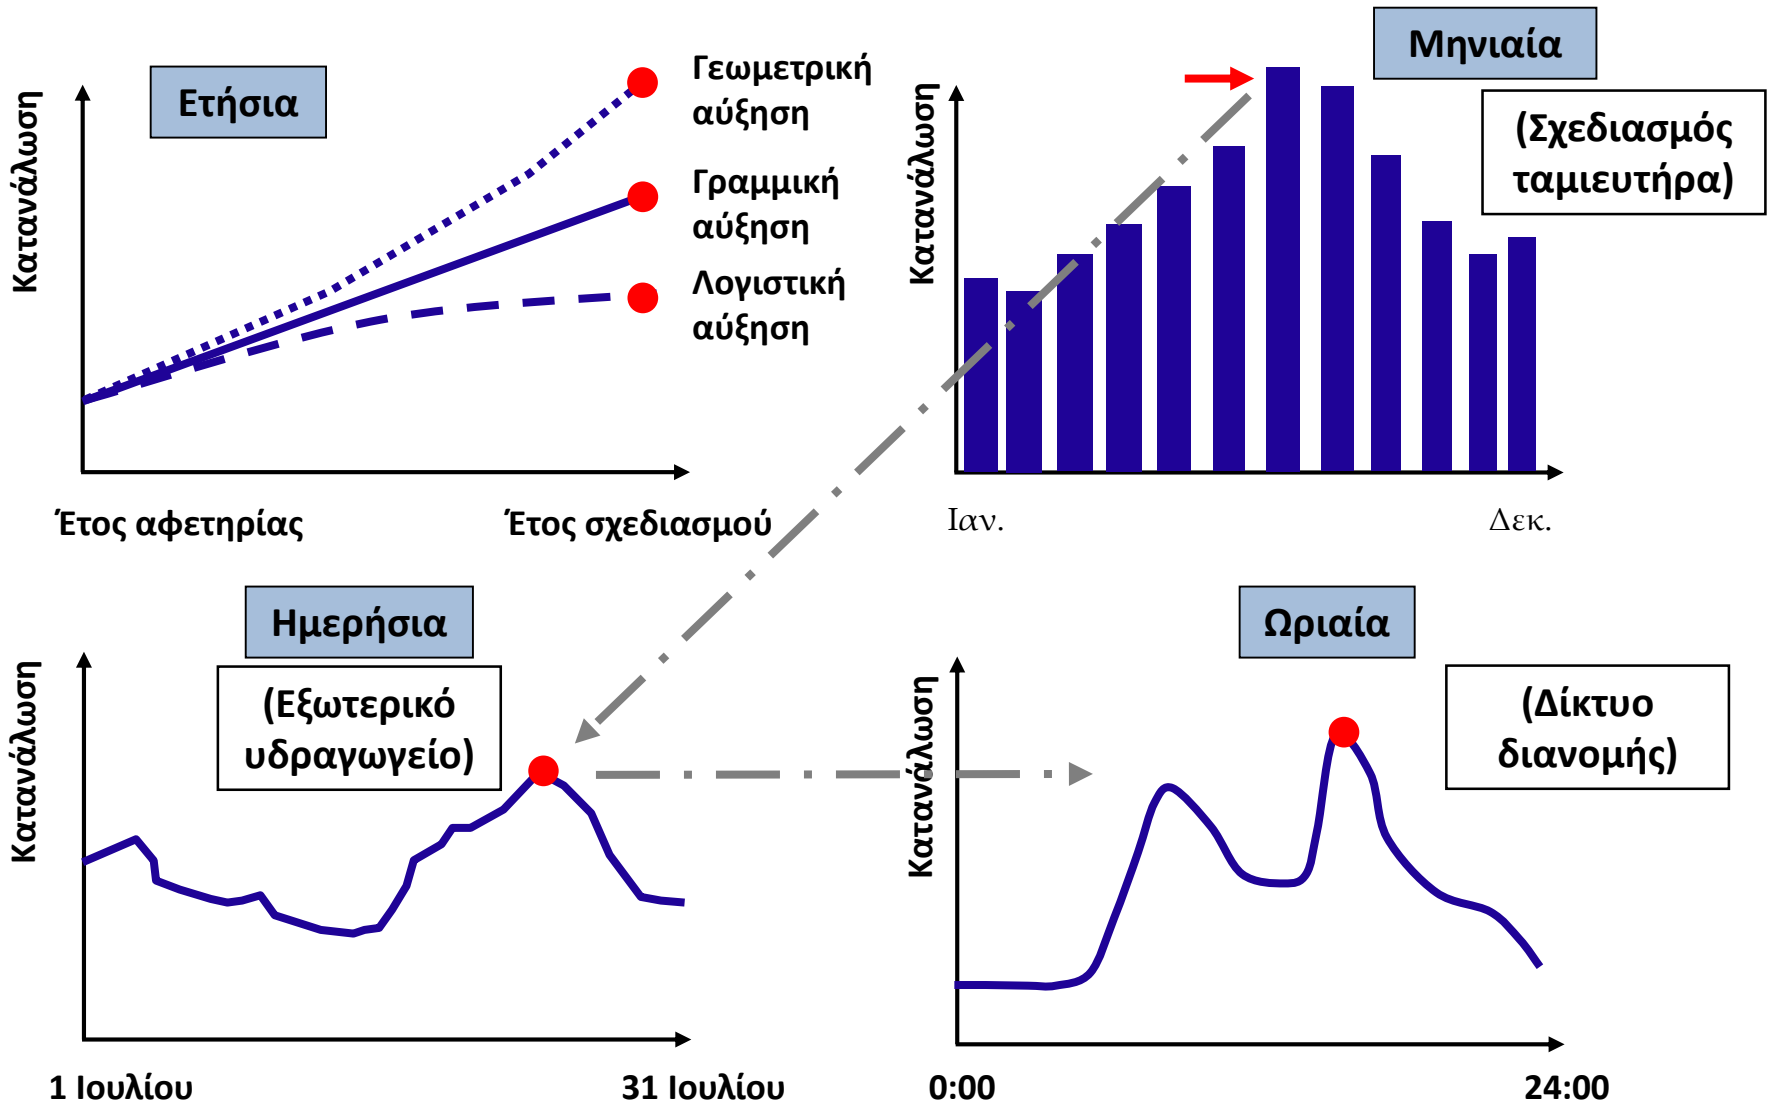 Ετήσια
Κατανάλωση
Γεωμετρική
αύξηση
Γραμμική
αύξηση
Λογιστική
αύξηση
Έτος αφετηρίας
Έτος σχεδιασμού
Μηνιαία
(Σχεδιασμός
ταμιευτήρα)
Κατανάλωση
Ιαν.
Δεκ.
Ημερήσια
(Εξωτερικό
υδραγωγείο)
Κατανάλωση
1 Ιουλίου
31 Ιουλίου
Ωριαία
(Δίκτυο
διανομής)
Κατανάλωση
0:00
24:00